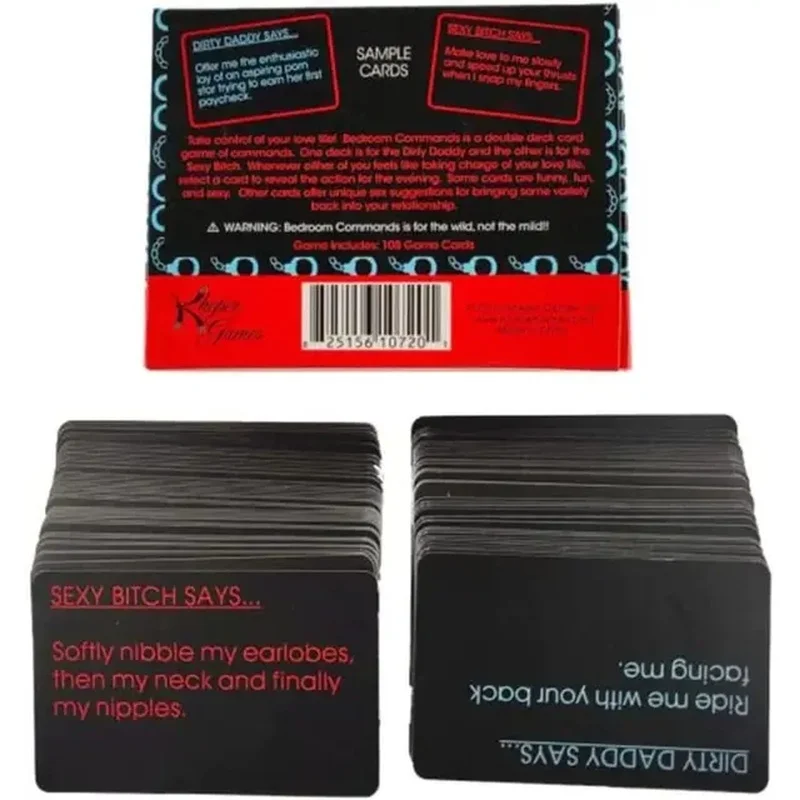 DIRTY DADDY SAYS...
Offer me the enthusiastic
lay of an aspiring porn
star trying to earn her first
paycheck.
SAMPLE
CARDS
SEXY BITCH SAYS...
Make love to me slowly
and speed up your thrusts
when I snap my fingers.
Take control of your love life! Bedroom Commands is a double deck card
game of commands. One deck is for the Dirty Daddy and the other is for the
Sexy Bitch. Whenever either of you feels like taking charge of your love life,
select a card to reveal the action for the evening. Some cards are funny, fun,
and sexy. Other cards offer unique sex suggestions for bringing some variety
back into your relationship.
⚠ WARNING: Bedroom Commands is for the wild, not the mild!!
Game Includes: 108 Game Cards
Kheper
Games
8 25156 10720 1
SEXY BITCH SAYS...
Softly nibble my earlobes,
then my neck and finally
my nipples.
DIRTY DADDY SAYS...
Ride me with your back
facing me.